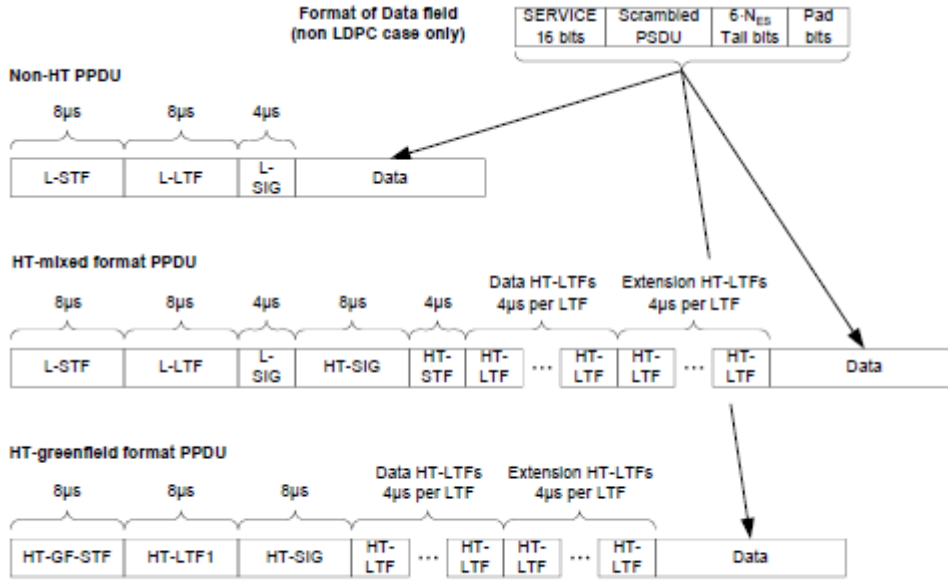 Format of Data field
(non LDPC case only)
SERVICE
16 bits
Scrambled
PSDU
6·NES
Tail bits
Pad
bits
Non-HT PPDU
8µs
8µs
4µs
L-STF
L-LTF
L-
SIG
Data
HT-mixed format PPDU
8µs
8µs
4µs
8µs
4µs
Data HT-LTFs
4µs per LTF
Extension HT-LTFs
4µs per LTF
L-STF
L-LTF
L-
SIG
HT-SIG
HT-
STF
HT-
LTF
...
HT-
LTF
HT-
LTF
...
HT-
LTF
Data
HT-greenfield format PPDU
8µs
8µs
8µs
Data HT-LTFs
4µs per LTF
Extension HT-LTFs
4µs per LTF
HT-GF-STF
HT-LTF1
HT-SIG
HT-
LTF
...
HT-
LTF
HT-
LTF
...
HT-
LTF
Data